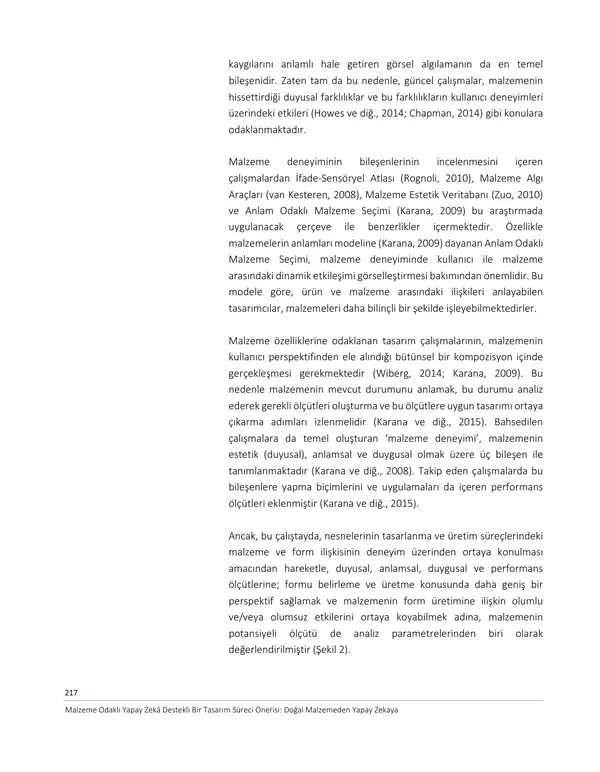 kaygılarını anlamlı hale getiren görsel algılamanın da en temel
bileşenidir. Zaten tam da bu nedenle, güncel çalışmalar, malzemenin
hissettirdiği duyusal farklılıklar ve bu farklılıkların kullanıcı deneyimleri
üzerindeki etkileri (Howes ve diğ., 2014; Chapman, 2014) gibi konulara
odaklanmaktadır.
Malzeme deneyiminin bileşenlerinin incelenmesini içeren
çalışmalardan İfade-Sensöryel Atlası (Rognoli, 2010), Malzeme Algı
Araçları (van Kesteren, 2008), Malzeme Estetik Veritabanı (Zuo, 2010)
ve Anlam Odaklı Malzeme Seçimi (Karana, 2009) bu araştırmada
uygulanacak çerçeve ile benzerlikler içermektedir. Özellikle
malzemelerin anlamları modeline (Karana, 2009) dayanan Anlam Odaklı
Malzeme Seçimi, malzeme deneyiminde kullanıcı ile malzeme
arasındaki dinamik etkileşimi görselleştirmesi bakımından önemlidir. Bu
modele göre, ürün ve malzeme arasındaki ilişkileri anlayabilen
tasarımcılar, malzemeleri daha bilinçli bir şekilde işleyebilmektedirler.
Malzeme özelliklerine odaklanan tasarım çalışmalarının, malzemenin
kullanıcı perspektifinden ele alındığı bütünsel bir kompozisyon içinde
gerçekleşmesi gerekmektedir (Wiberg, 2014; Karana, 2009). Bu
nedenle malzemenin mevcut durumunu anlamak, bu durumu analiz
ederek gerekli ölçütleri oluşturma ve bu ölçütlere uygun tasarımı ortaya
çıkarma adımları izlenmelidir (Karana ve diğ., 2015). Bahsedilen
çalışmalara da temel oluşturan ‘malzeme deneyimi’, malzemenin
estetik (duyusal), anlamsal ve duygusal olmak üzere üç bileşen ile
tanımlanmaktadır (Karana ve diğ., 2008). Takip eden çalışmalarda bu
bileşenlere yapma biçimlerini ve uygulamaları da içeren performans
ölçütleri eklenmiştir (Karana ve diğ., 2015).
Ancak, bu çalıştayda, nesnelerinin tasarlanma ve üretim süreçlerindeki
malzeme ve form ilişkisinin deneyim üzerinden ortaya konulması
amacından hareketle, duyusal, anlamsal, duygusal ve performans
ölçütlerine; formu belirleme ve üretme konusunda daha geniş bir
perspektif sağlamak ve malzemenin form üretimine ilişkin olumlu
ve/veya olumsuz etkilerini ortaya koyabilmek adına, malzemenin
potansiyeli ölçütü de analiz parametrelerinden biri olarak
değerlendirilmiştir (Şekil 2).
217
Malzeme Odaklı Yapay Zekâ Destekli Bir Tasarım Süreci Önerisi: Doğal Malzemeden Yapay Zekaya